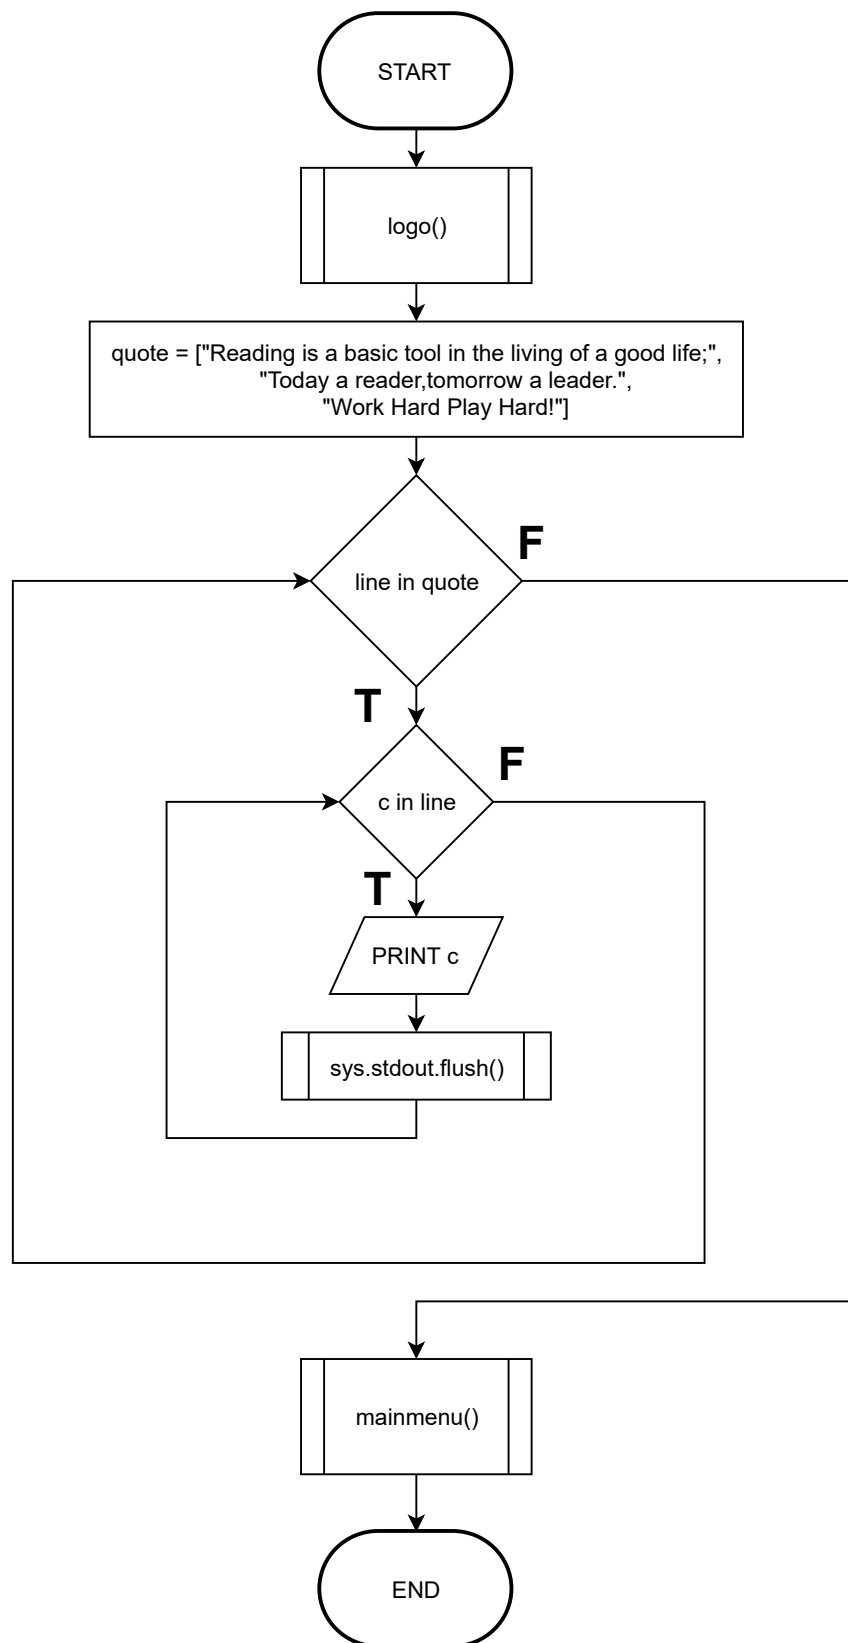 START
logo()
quote = ["Reading is a basic tool in the living of a good life;",
"Today a reader,tomorrow a leader.",
"Work Hard Play Hard!"]
F
line in quote
T
F
c in line
T
PRINT c
sys.stdout.flush()
mainmenu()
END